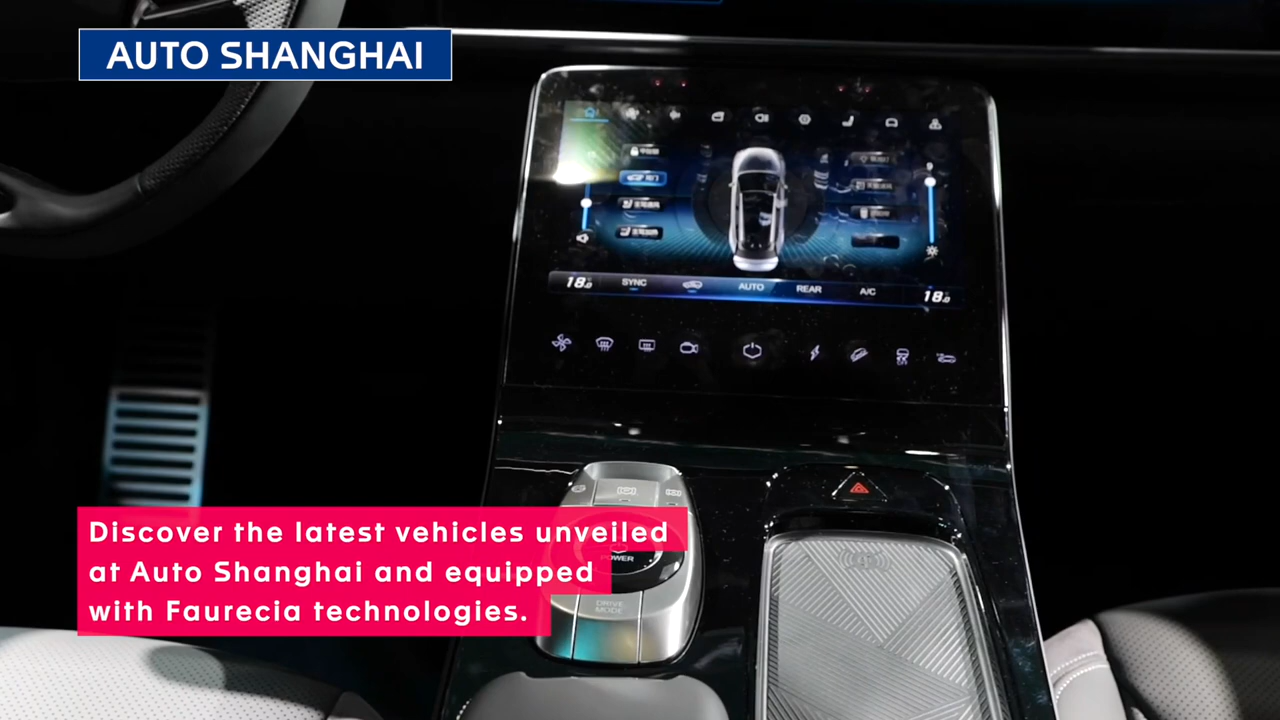 AUTO SHANGHAI
18.0
SYNC
AUTO
REAR
A/C
18.0
OFF
POWER
DRIVE
MODE
Discover the latest vehicles unveiled
at Auto Shanghai and equipped
with Faurecia technologies.